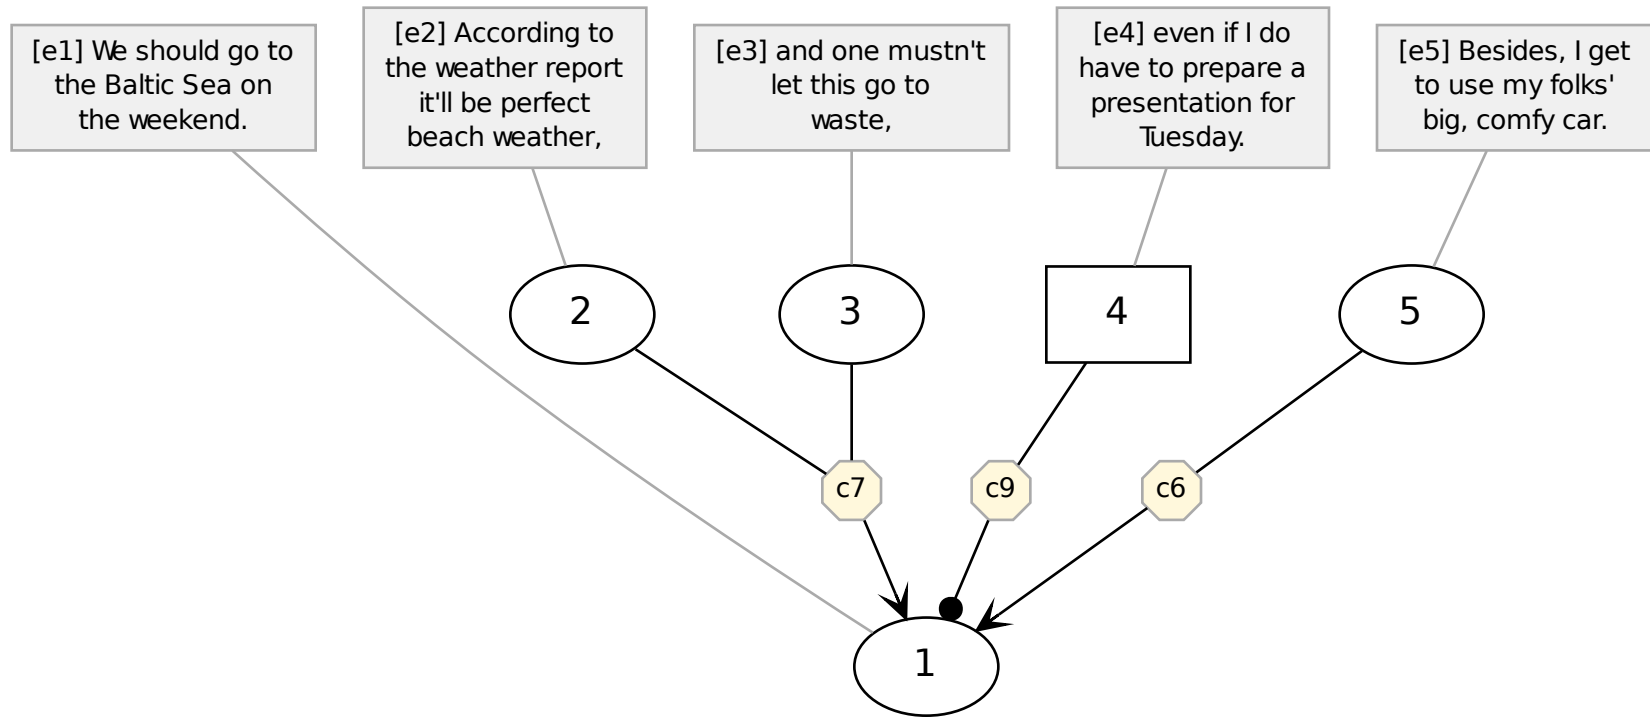 [e1] We should go to
the Baltic Sea on
the weekend.
[e2] According to
the weather report
it'll be perfect
beach weather,
[e3] and one mustn't
let this go to
waste,
[e4] even if I do
have to prepare a
presentation for
Tuesday.
[e5] Besides, I get
to use my folks'
big, comfy car.
2
3
4
5
c7
c9
c6
1